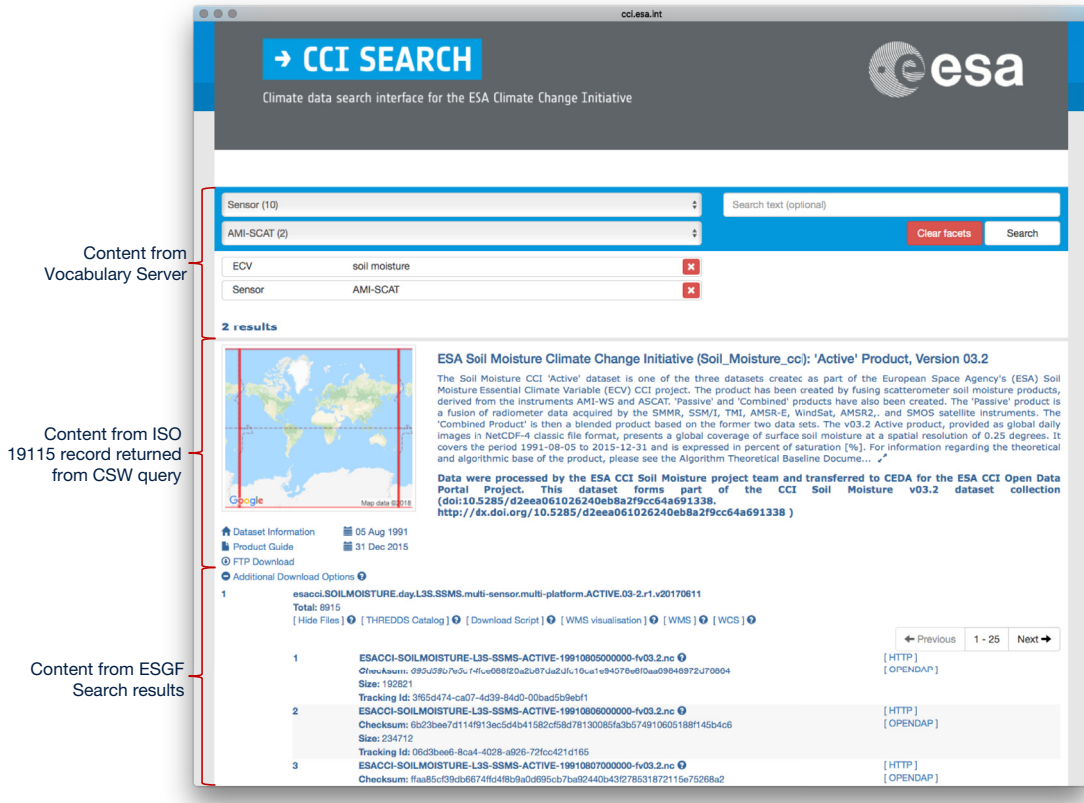 cci.esa.int
→ CCI SEARCH
esa
Climate data search interface for the ESA Climate Change Initiative
Sensor (10)
Search text (optional)
AMI-SCAT (2)
Clear facets
Search
Content from
Vocabulary Server
ECV soil moisture
Sensor AMI-SCAT
2 results
Content from ISO
19115 record returned
from CSW query
Google
Map data ©2018
ESA Soil Moisture Climate Change Initiative (Soil_Moisture_cci): 'Active' Product, Version 03.2
The Soil Moisture CCI 'Active' dataset is one of the three datasets created as part of the European Space Agency's (ESA) Soil
Moisture Essential Climate Variable (ECV) CCI project. The product has been created by fusing scatterometer soil moisture products,
derived from the instruments AMI-WS and ASCAT. 'Passive' and 'Combined' products have also been created. The 'Passive' product is
a fusion of radiometer data acquired by the SMMR, SSM/I, TMI, AMSR-E, WindSat, AMSR2,. and SMOS satellite instruments. The
'Combined Product' is then a blended product based on the former two data sets. The v03.2 Active product, provided as global daily
images in NetCDF-4 classic file format, presents a global coverage of surface soil moisture at a spatial resolution of 0.25 degrees. It
covers the period 1991-08-05 to 2015-12-31 and is expressed in percent of saturation [%]. For information regarding the theoretical
and algorithmic base of the product, please see the Algorithm Theoretical Baseline Docume...
Data were processed by the ESA CCI Soil Moisture project team and transferred to CEDA for the ESA CCI Open Data
Portal Project. This dataset forms part of the CCI Soil Moisture v03.2 dataset collection
(doi:10.5285/d2eea061026240eb8a2f9cc64a691338.
http://dx.doi.org/10.5285/d2eea061026240eb8a2f9cc64a691338 )
Dataset Information 05 Aug 1991
Product Guide 31 Dec 2015
FTP Download
Additional Download Options
Content from ESGF
Search results
1 esacci.SOILMOISTURE.day.L3S.SSMS.multi-sensor.multi-platform.ACTIVE.03-2.r1.v20170611
Total: 8915
[ Hide Files ] [ THREDDS Catalog ] [ Download Script ] [ WMS visualisation ] [ WMS ] [ WCS ]
← Previous 1 - 25 Next →
1 ESACCI-SOILMOISTURE-L3S-SSMS-ACTIVE-19910805000000-fv03.2.nc [ HTTP ]
Checksum: [ OPENDAP ]
Size: 192821
Tracking Id: 3f65d474-ca07-4d39-84d0-00bad5b9ebf1
2 ESACCI-SOILMOISTURE-L3S-SSMS-ACTIVE-19910806000000-fv03.2.nc [ HTTP ]
Checksum: 6b23bee7d114f913ec5d4b41582cf58d78130085fa3b574910605188f145b4c6 [ OPENDAP ]
Size: 234712
Tracking Id: 06d3bee6-8ca4-4028-a926-72fcc421d165
3 ESACCI-SOILMOISTURE-L3S-SSMS-ACTIVE-19910807000000-fv03.2.nc [ HTTP ]
Checksum: ffaa85cf39db6674ffd4f8b9a0d695cb7ba92440b43f278531872115e75268a2 [ OPENDAP ]